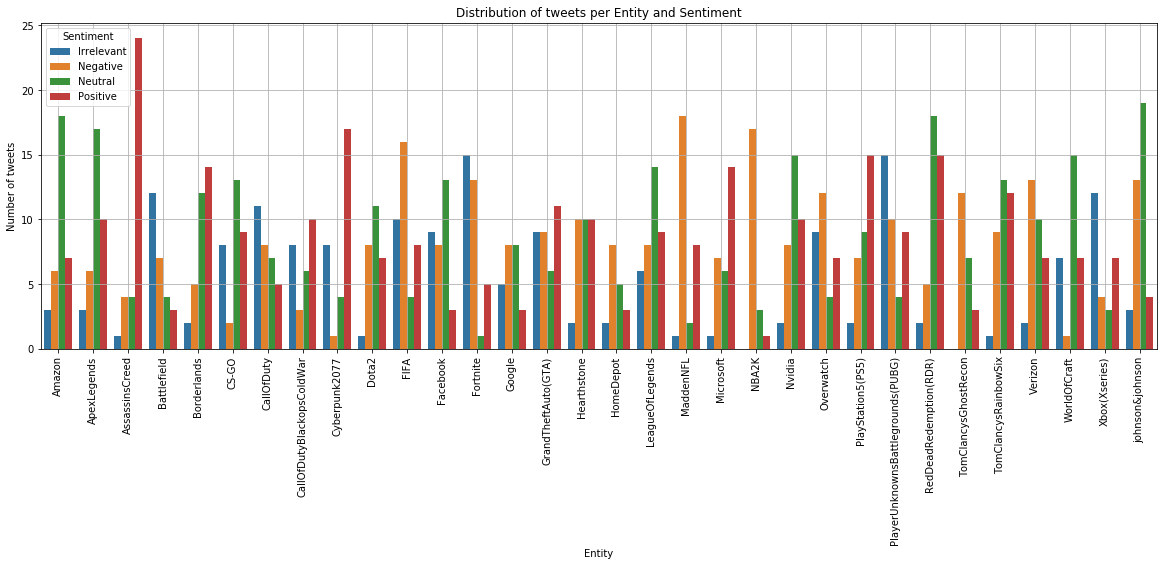 Distribution of tweets per Entity and Sentiment
Sentiment
Irrelevant
Negative
Neutral
Positive
Number of tweets
25
20
15
10
5
0
Amazon
ApexLegends
AssassinsCreed
Battlefield
Borderlands
CS-GO
CallOfDuty
CallOfDutyBlackopsColdWar
Cyberpunk2077
Dota2
FIFA
Facebook
Fortnite
Google
GrandTheftAuto(GTA)
Hearthstone
HomeDepot
LeagueOfLegends
MaddenNFL
Microsoft
NBA2K
Nvidia
Overwatch
PlayStation5(PS5)
PlayerUnknownsBattlegrounds(PUBG)
RedDeadRedemption(RDR)
TomClancysGhostRecon
TomClancysRainbowSix
Verizon
WorldOfCraft
Xbox(Xseries)
johnson&johnson
Entity